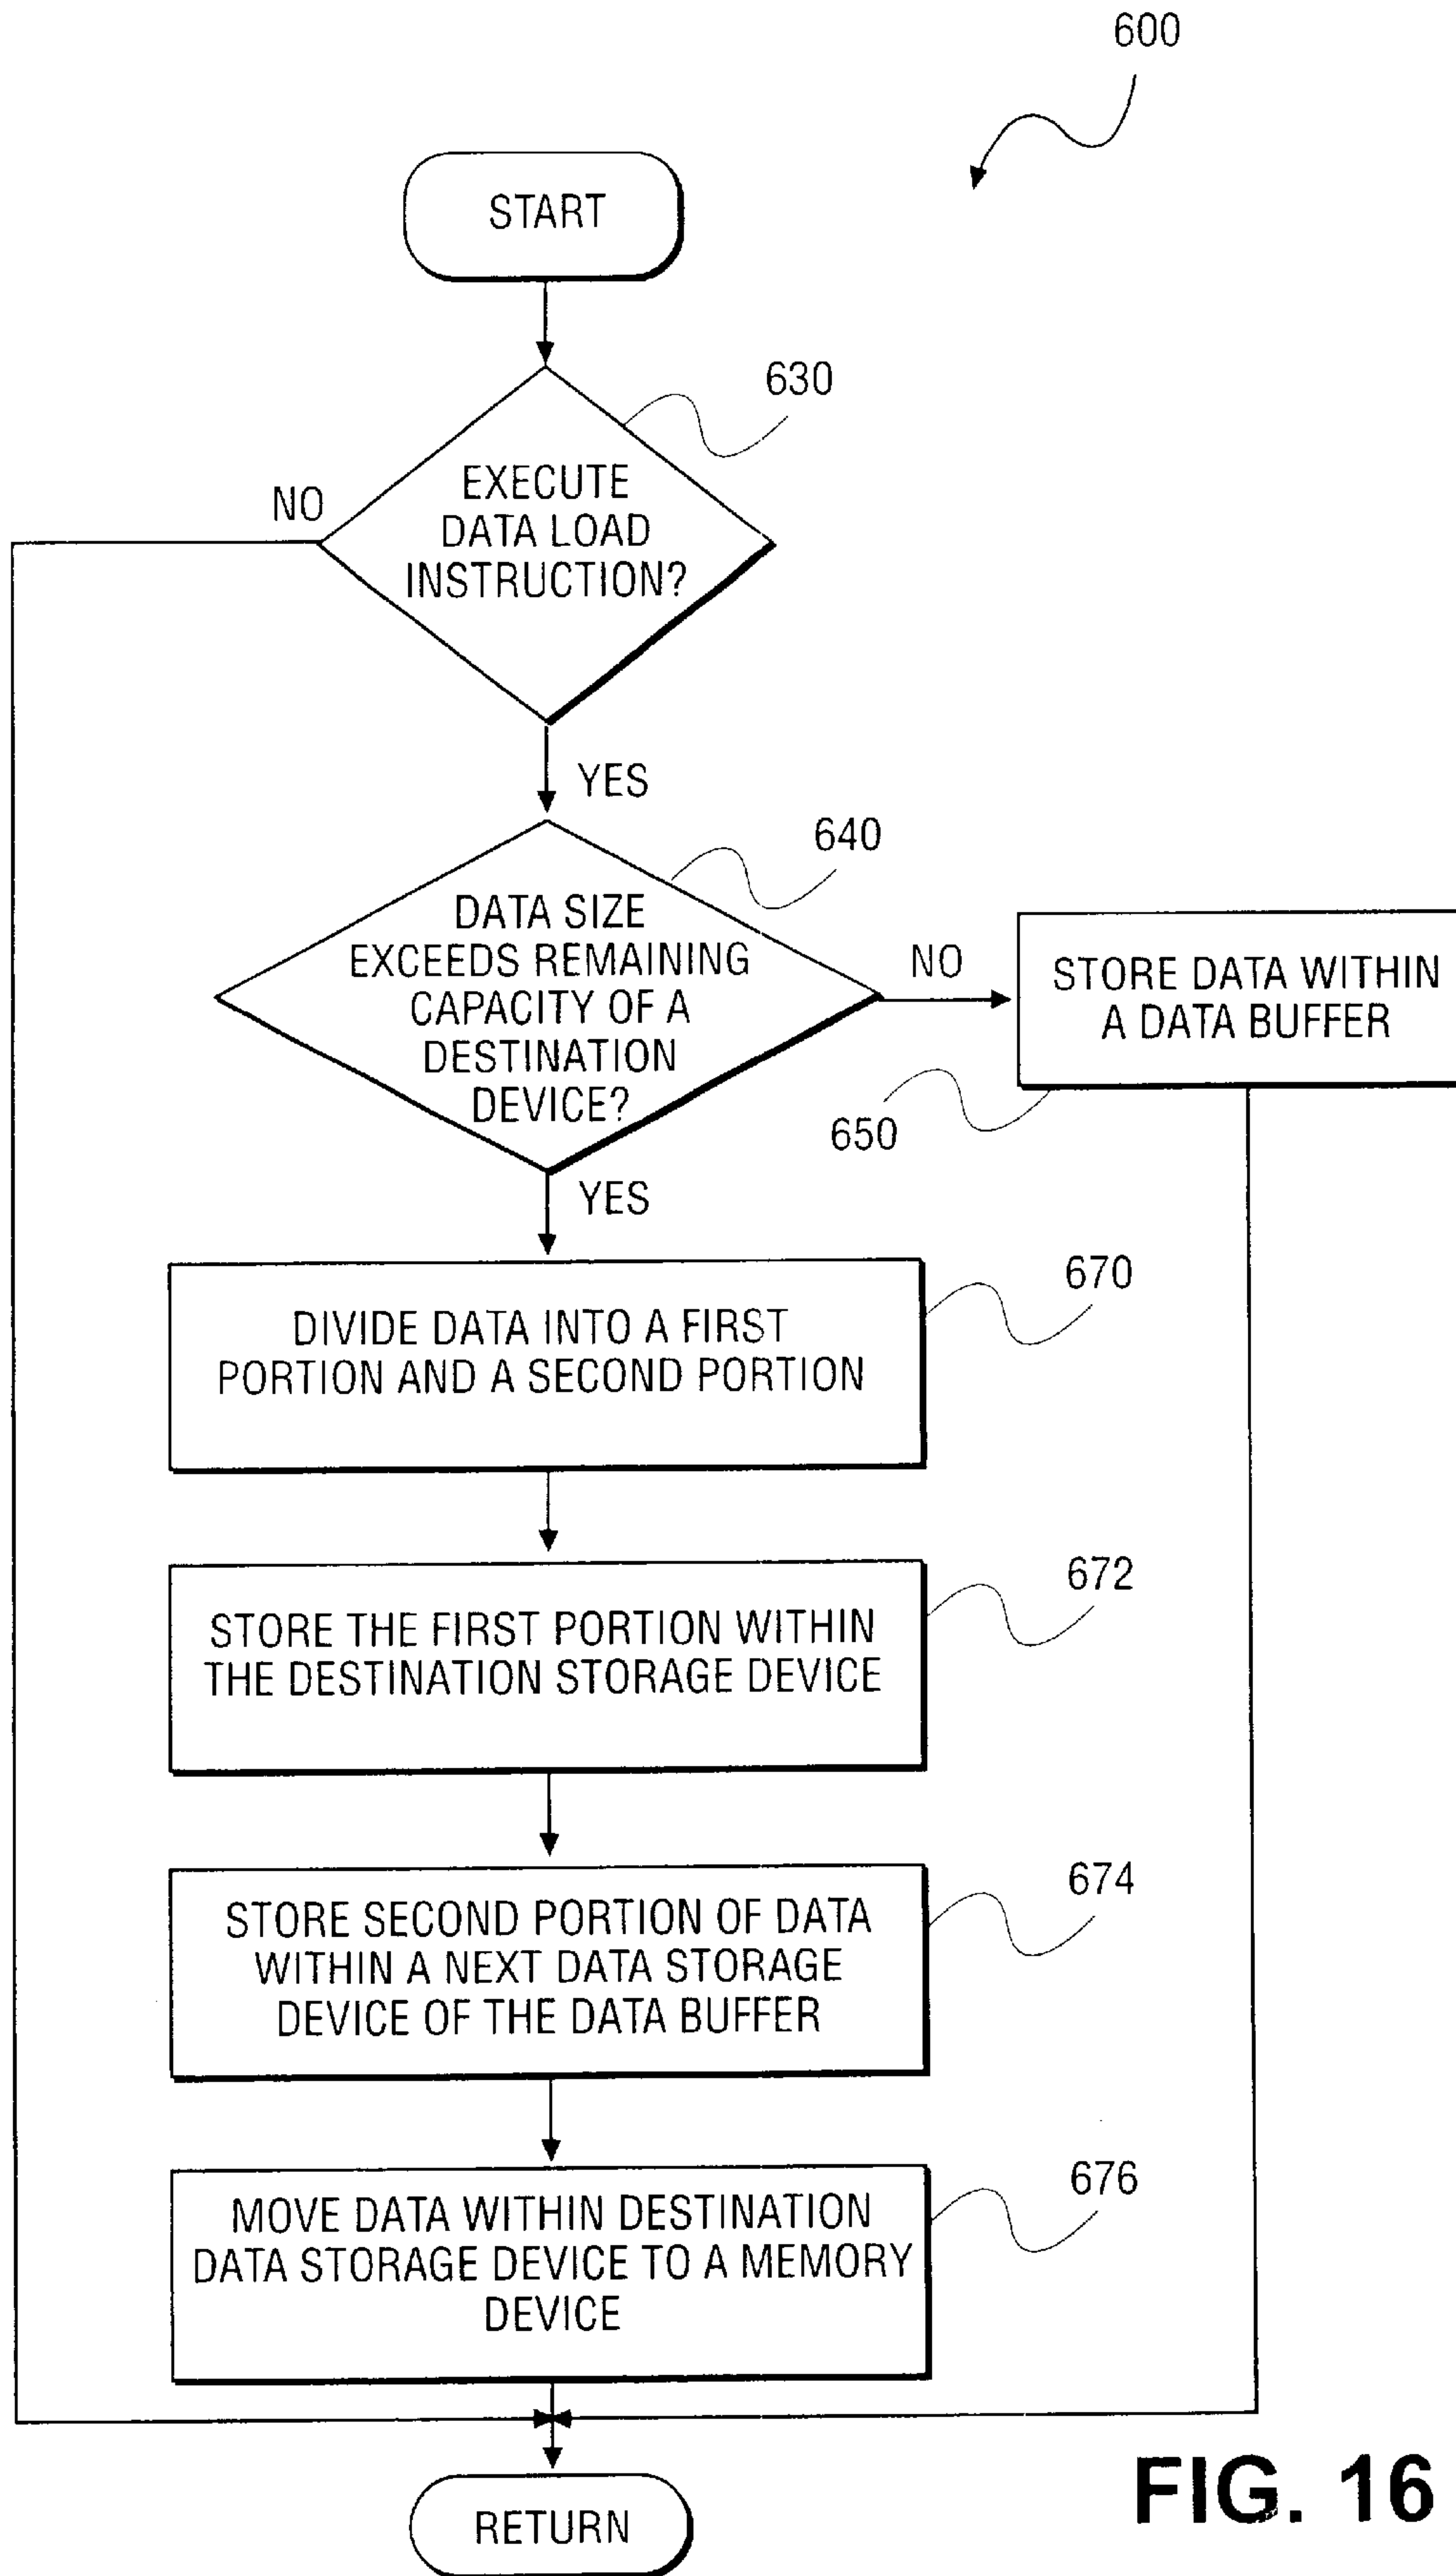 600
START
630
NO
EXECUTE
DATA LOAD
INSTRUCTION?
YES
640
DATA SIZE
EXCEEDS REMAINING
CAPACITY OF A
DESTINATION
DEVICE?
NO
STORE DATA WITHIN
A DATA BUFFER
650
YES
670
DIVIDE DATA INTO A FIRST
PORTION AND A SECOND PORTION
672
STORE THE FIRST PORTION WITHIN
THE DESTINATION STORAGE DEVICE
674
STORE SECOND PORTION OF DATA
WITHIN A NEXT DATA STORAGE
DEVICE OF THE DATA BUFFER
676
MOVE DATA WITHIN DESTINATION
DATA STORAGE DEVICE TO A MEMORY
DEVICE
RETURN
FIG. 16